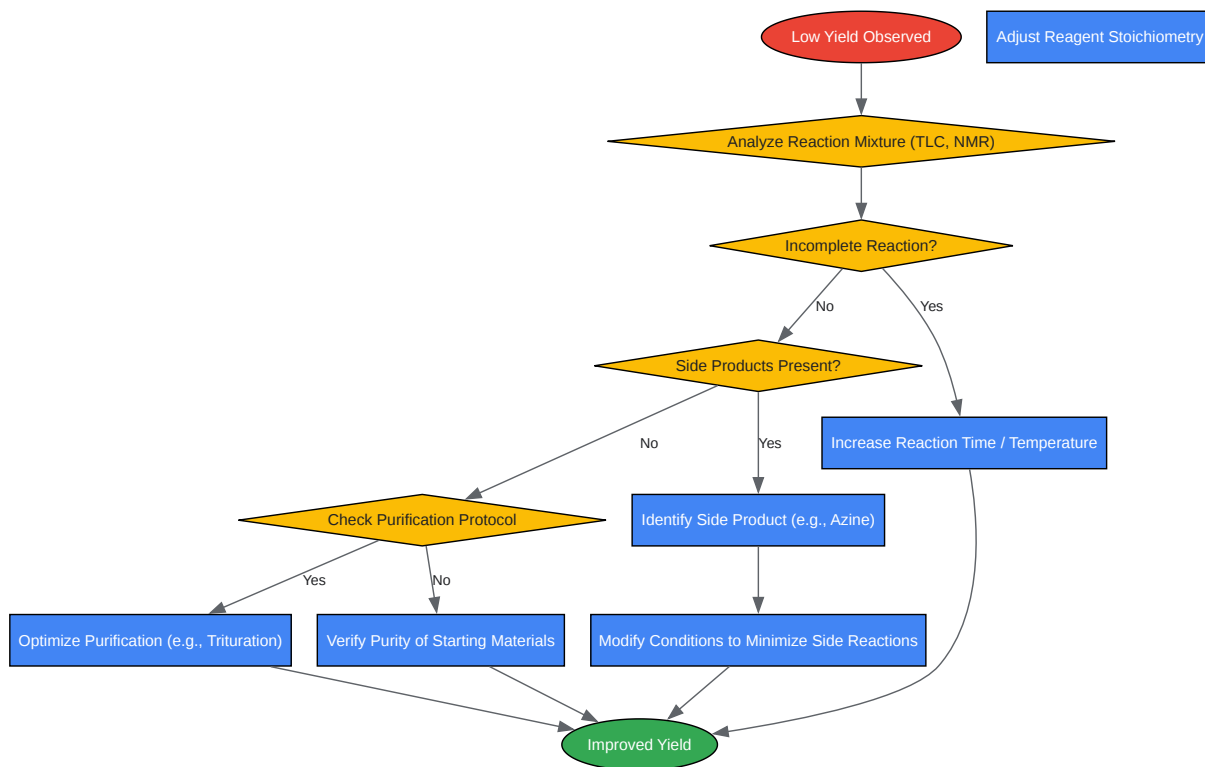 Low Yield Observed
Adjust Reagent Stoichiometry
Analyze Reaction Mixture (TLC, NMR)
Incomplete Reaction?
No
Yes
Side Products Present?
No
Yes
Increase Reaction Time / Temperature
Check Purification Protocol
Identify Side Product (e.g., Azine)
Yes
No
Optimize Purification (e.g., Trituration)
Verify Purity of Starting Materials
Modify Conditions to Minimize Side Reactions
Improved Yield